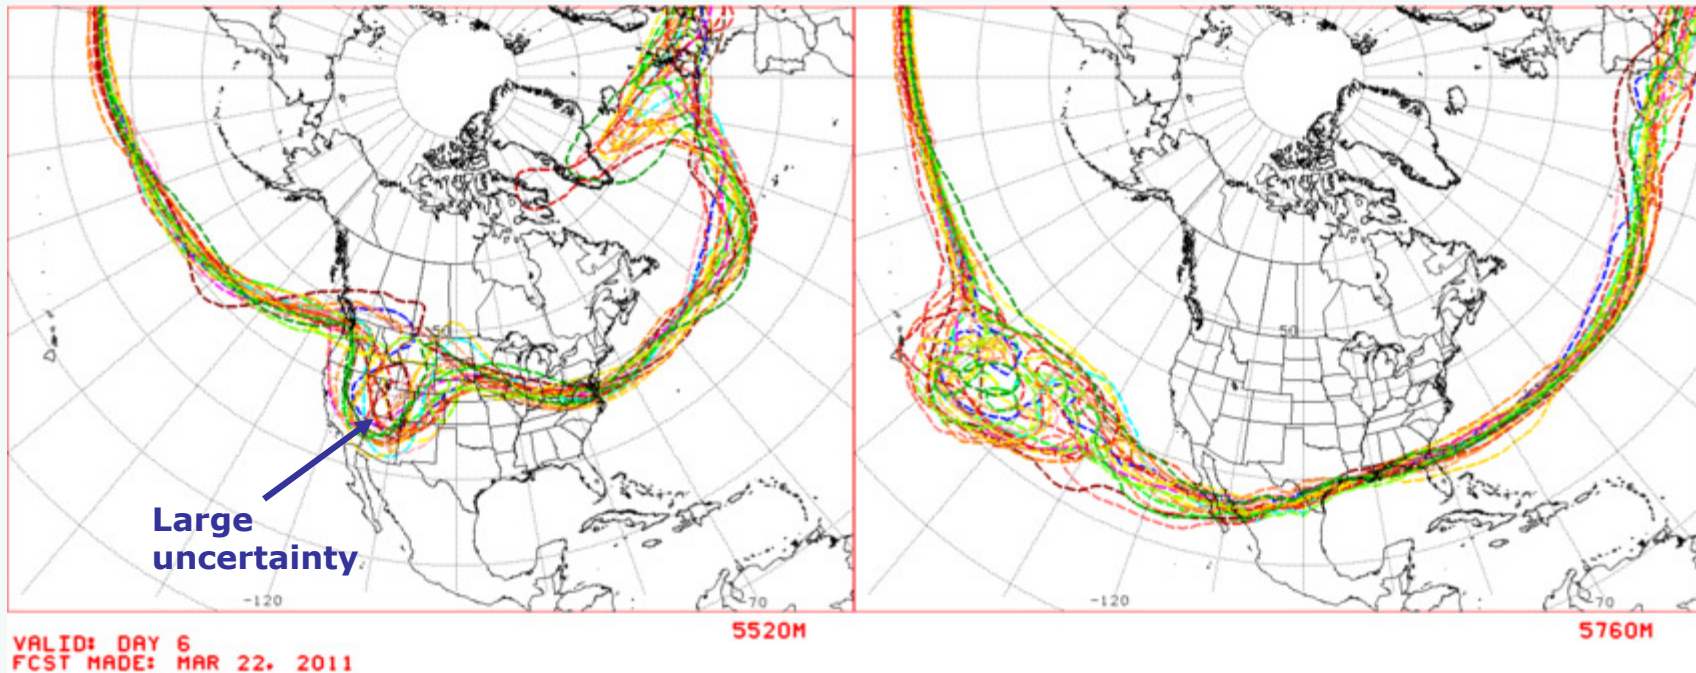 50
50
Large
uncertainty
-120
70
-120
70
5520M
5760M
VALID: DAY 6
FCST MADE: MAR 22, 2011